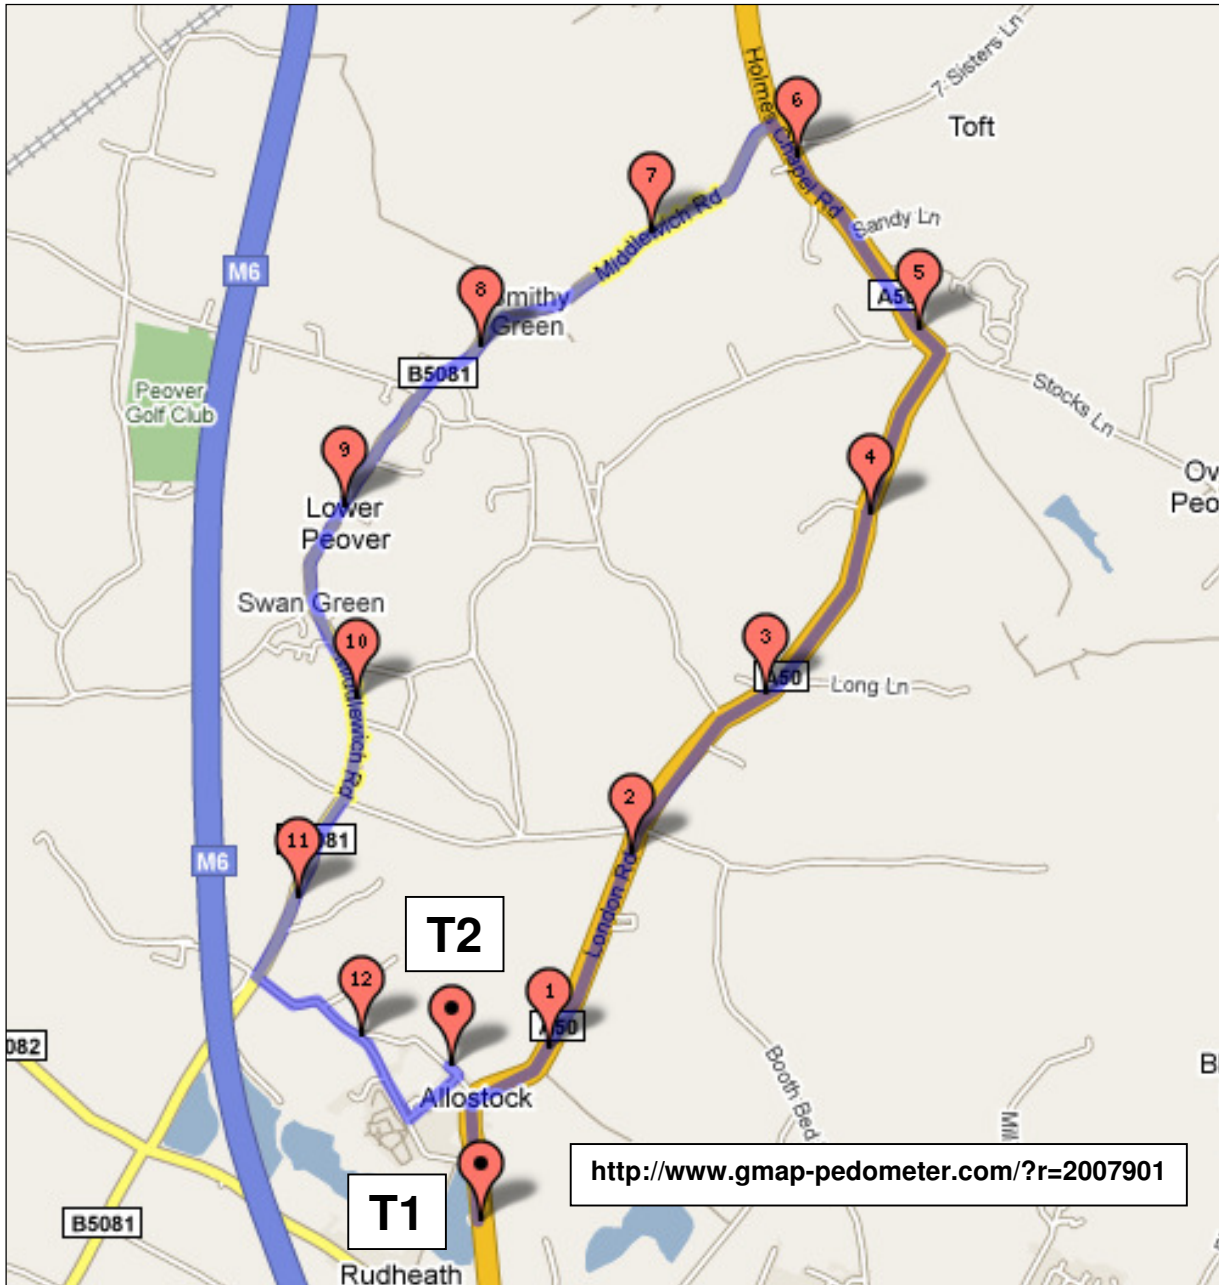 Holmes Chapel Rd
7 Sisters Ln
Toft
6
7
Middlewich Rd
Sandy Ln
M6
5
8
Smithy
Green
A50
B5081
Peover
Golf Club
Stocks Ln
9
4
Lower
Peover
Swan Green
10
3
A50
Long Ln
Middlewich Rd
2
11
M6
London Rd
T2
12
1
A50
Allostock
Booth Bed
Mill
http://www.gmap-pedometer.com/?r=2007901
T1
B5081
Rudheath